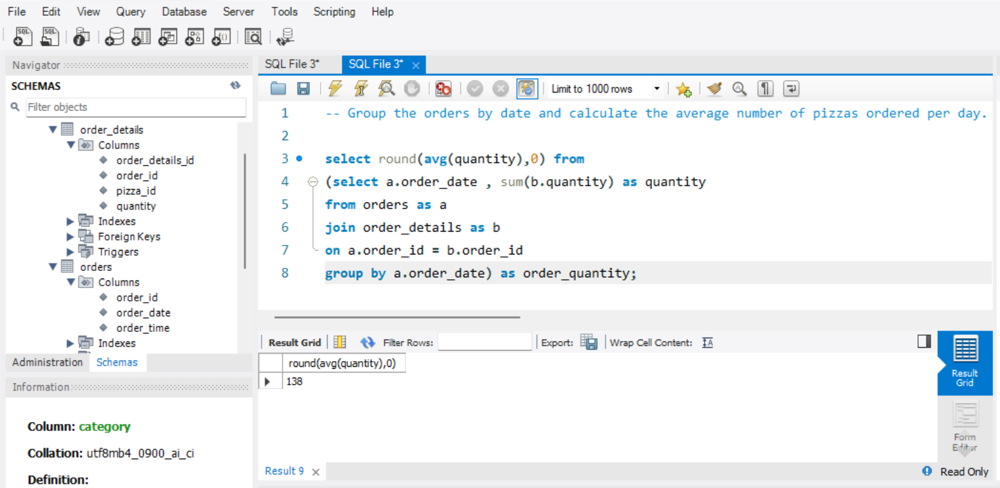 File Edit View Query Database Server Tools Scripting Help
Navigator
SCHEMAS
Filter objects
order_details
Columns
order_details_id
order_id
pizza_id
quantity
Indexes
Foreign Keys
Triggers
orders
Columns
order_id
order_date
order_time
Indexes
Administration Schemas
Information
Column: category
Collation: utf8mb4_0900_ai_ci
Definition:
SQL File 3* SQL File 3*
Limit to 1000 rows
1 -- Group the orders by date and calculate the average number of pizzas ordered per day.
2
3 select round(avg(quantity),0) from
4 (select a.order_date , sum(b.quantity) as quantity
5 from orders as a
6 join order_details as b
7 on a.order_id = b.order_id
8 group by a.order_date) as order_quantity;
Result Grid Filter Rows: Export: Wrap Cell Content:
round(avg(quantity),0)
138
Result
Grid
Form
Editor
Result 9
Read Only